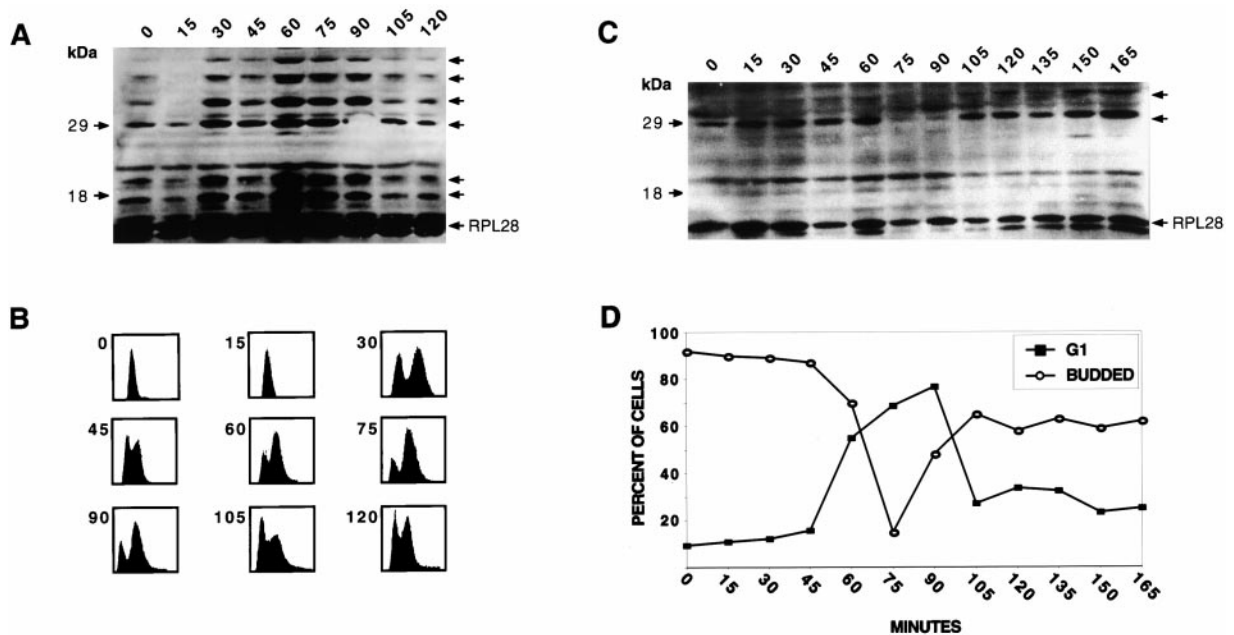 A
0 15 30 45 60 75 90 105 120
kDa
29
18
RPL28
B
0 15 30
45 60 75
90 105 120
C
0 15 30 45 60 75 90 105 120 135 150 165
kDa
29
18
RPL28
D
100
80
60
40
20
PERCENT OF CELLS
G1
BUDDED
0 15 30 45 60 75 90 105 120 135 150 165
MINUTES